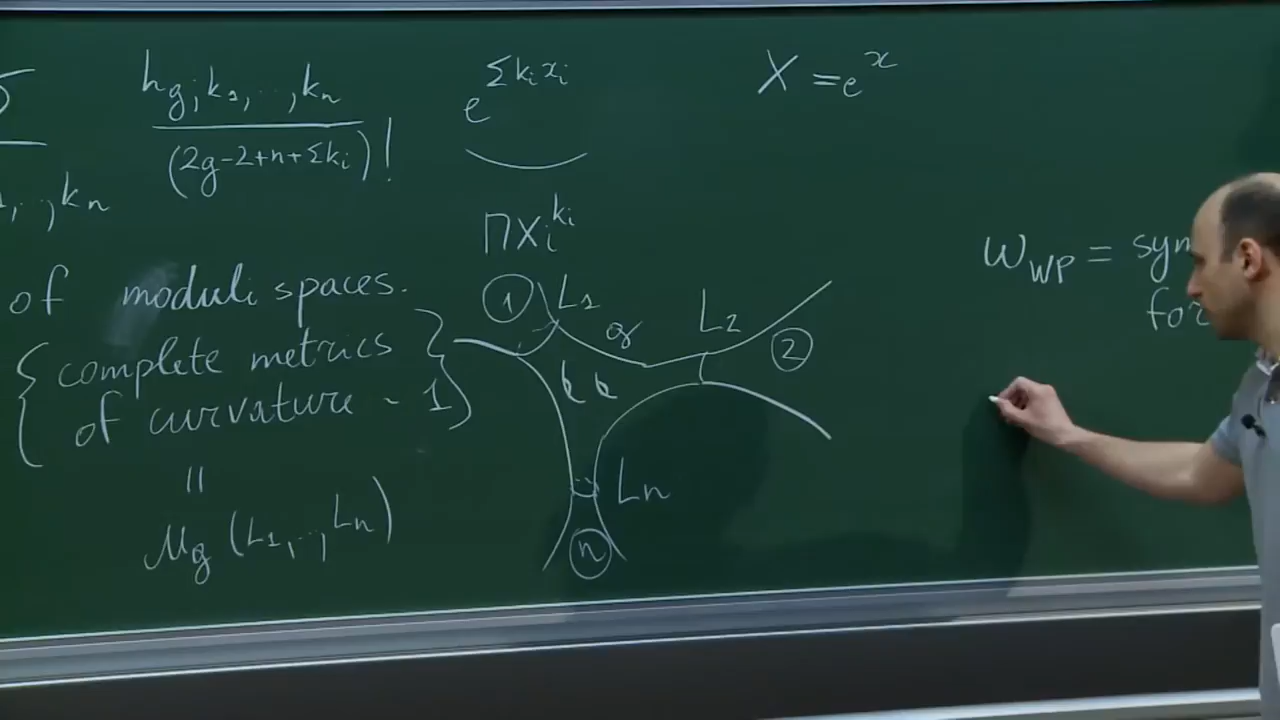 h_{g;k_1,...,k_n}
(2g-2+n+Σk_i)!
e^{Σk_i x_i}
X = e^x
..., k_n
ΠX_i^{k_i}
of moduli spaces.
{ complete metrics
of curvature - 1 }
=
M_g (L_1,...,L_n)
1
L_1
g
L_2
2
L_n
n
ω_WP = sym
for